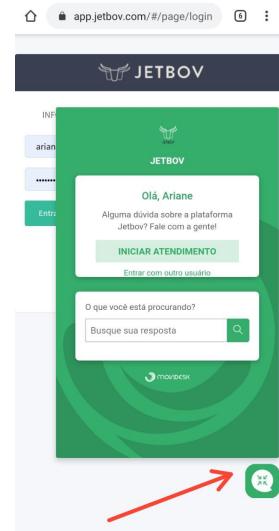 app.jetbov.com/#/page/login
6
JETBOV
INF
arian
Entra
JETBOV
JETBOV
Olá, Ariane
Alguma dúvida sobre a plataforma
Jetbov? Fale com a gente!
INICIAR ATENDIMENTO
Entrar com outro usuário
O que você está procurando?
Busque sua resposta
movidesk